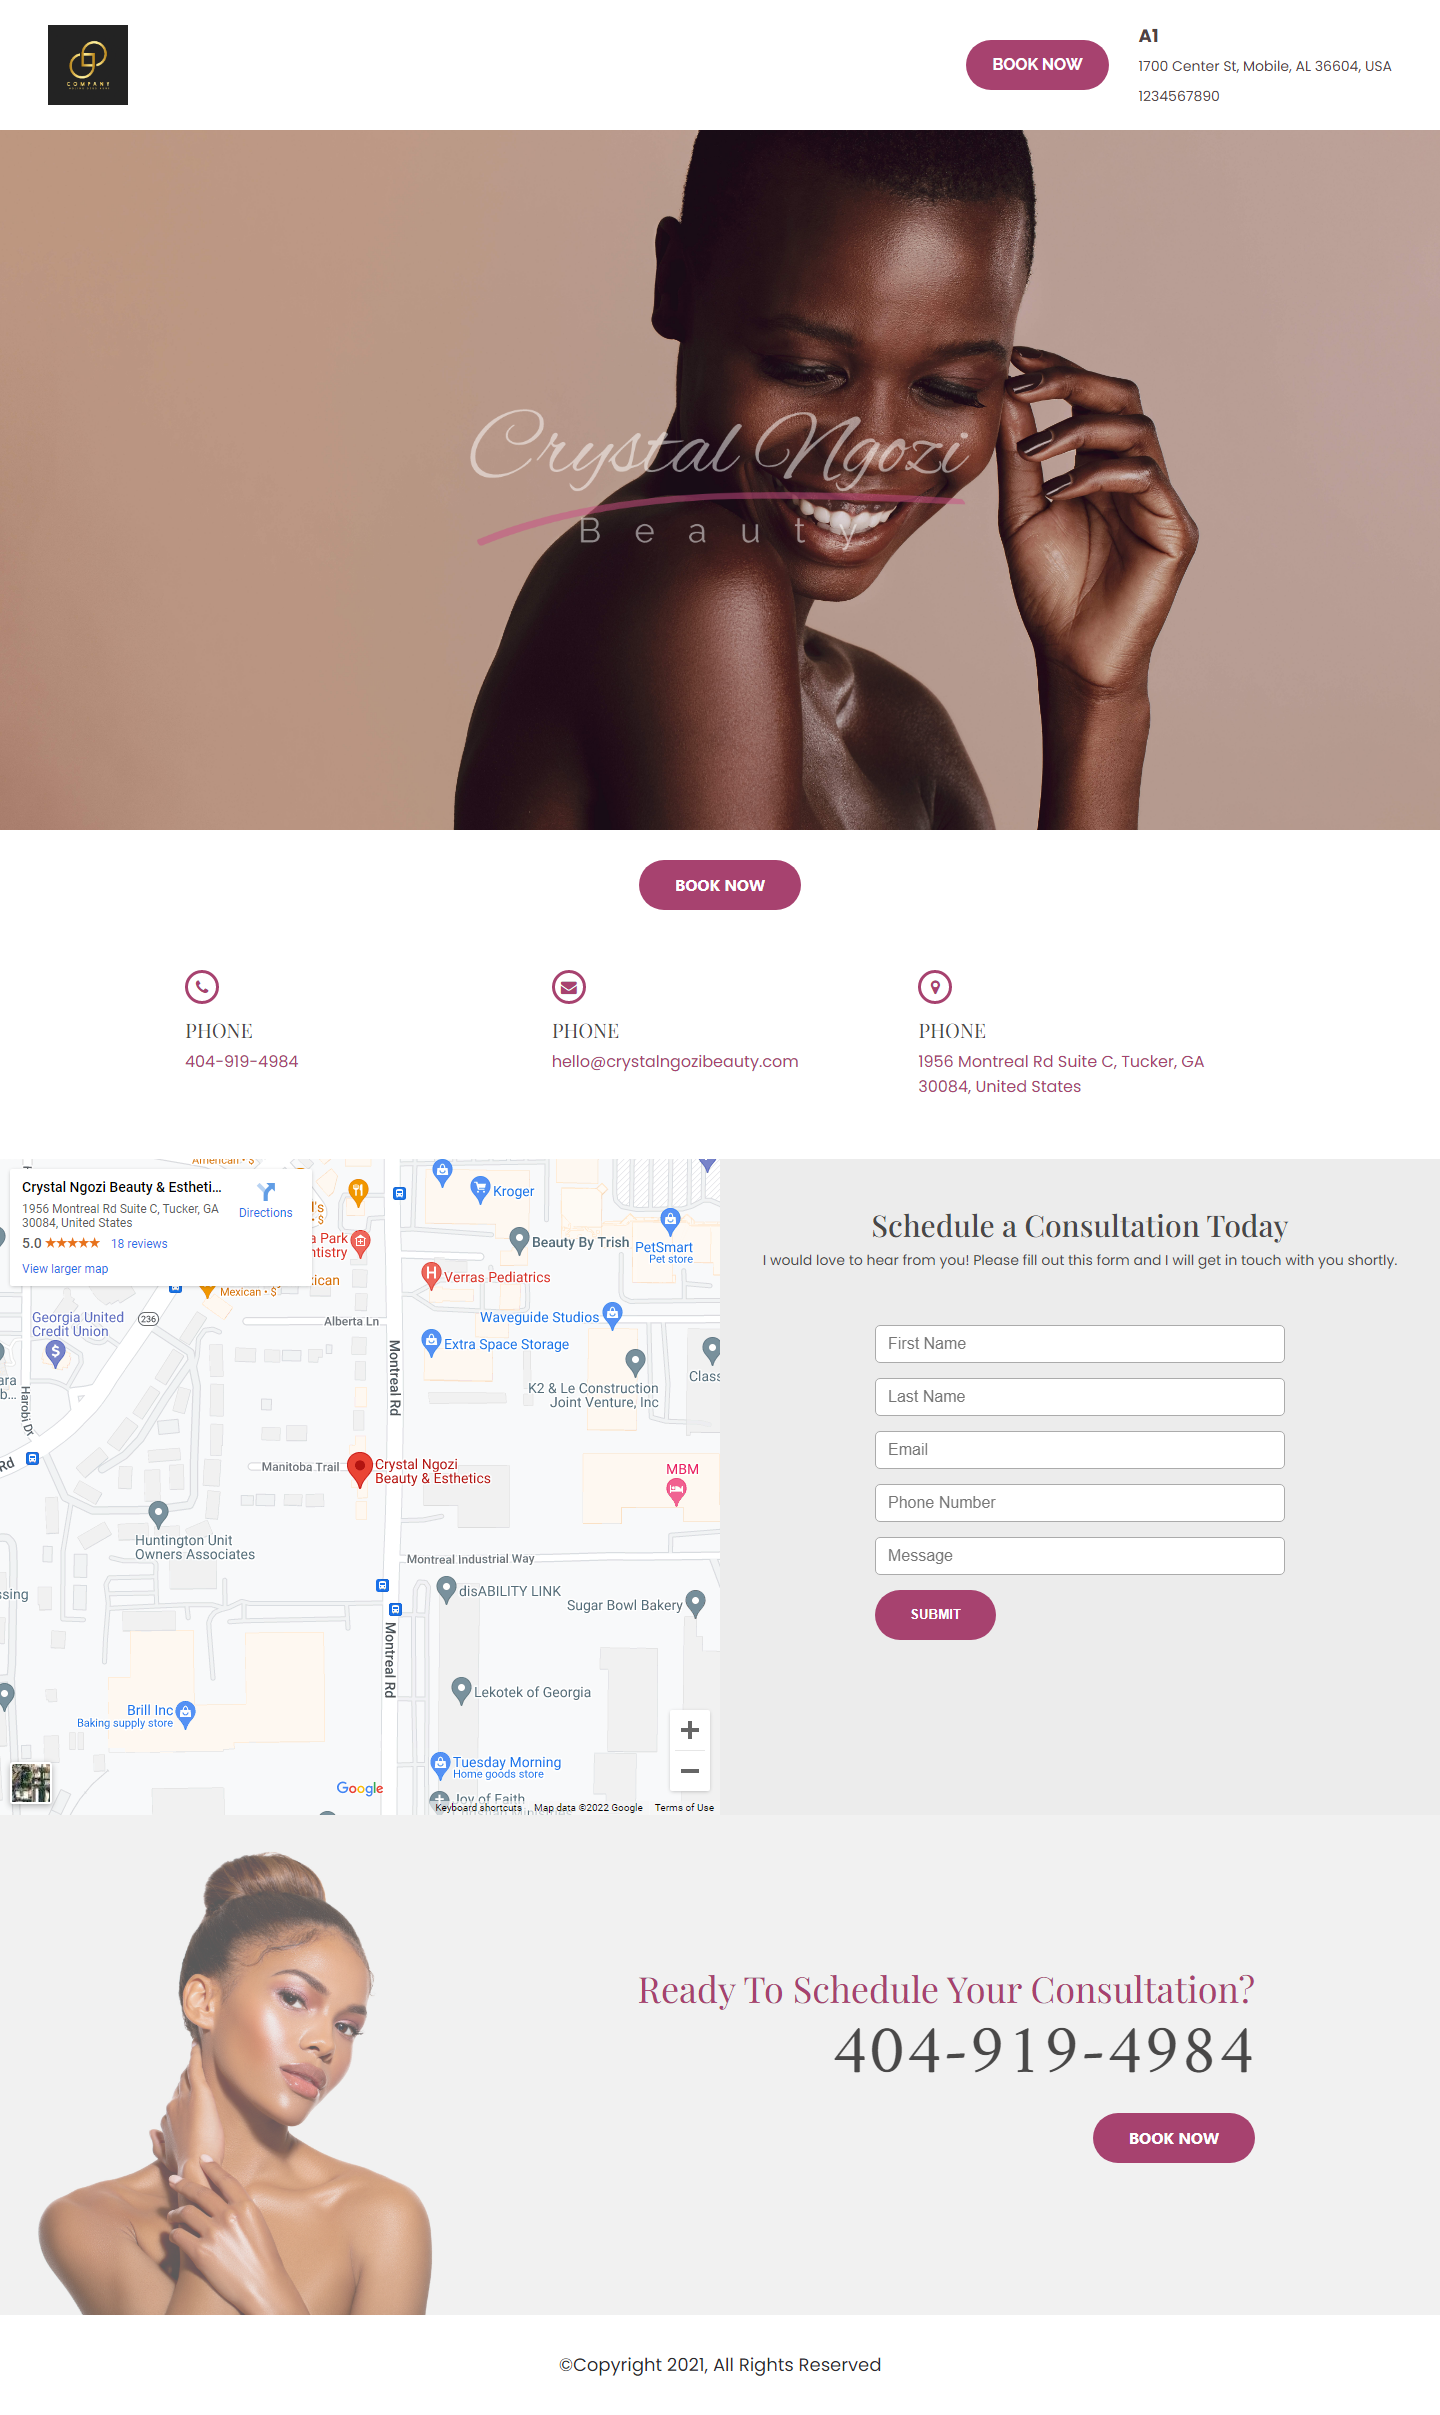 COMPANY
BOOK NOW
A1
1700 Center St, Mobile, AL 36604, USA
1234567890
Crystal Ngozi
Beauty
BOOK NOW
PHONE
404-919-4984
PHONE
hello@crystalngozibeauty.com
PHONE
1956 Montreal Rd Suite C, Tucker, GA
30084, United States
American • $
Crystal Ngozi Beauty & Estheti...
1956 Montreal Rd Suite C, Tucker, GA
30084, United States
Directions
5.0
18 reviews
View larger map
Kroger
Beauty By Trish
PetSmart
Pet store
Verras Pediatrics
Mexican • $
Georgia United
Credit Union
236
Alberta Ln
Waveguide Studios
Extra Space Storage
Montreal Rd
K2 & Le Construction
Joint Venture, Inc
Class
Harobi Dr
Rd
Manitoba Trail
Crystal Ngozi
Beauty & Esthetics
MBM
Huntington Unit
Owners Associates
Montreal Industrial Way
disABILITY LINK
Sugar Bowl Bakery
Montreal Rd
Lekotek of Georgia
Brill Inc
Baking supply store
Tuesday Morning
Home goods store
Joy of Faith
Google
Keyboard shortcuts
Map data ©2022 Google
Terms of Use
Schedule a Consultation Today
I would love to hear from you! Please fill out this form and I will get in touch with you shortly.
First Name
Last Name
Email
Phone Number
Message
SUBMIT
Ready To Schedule Your Consultation?
404-919-4984
BOOK NOW
©Copyright 2021, All Rights Reserved